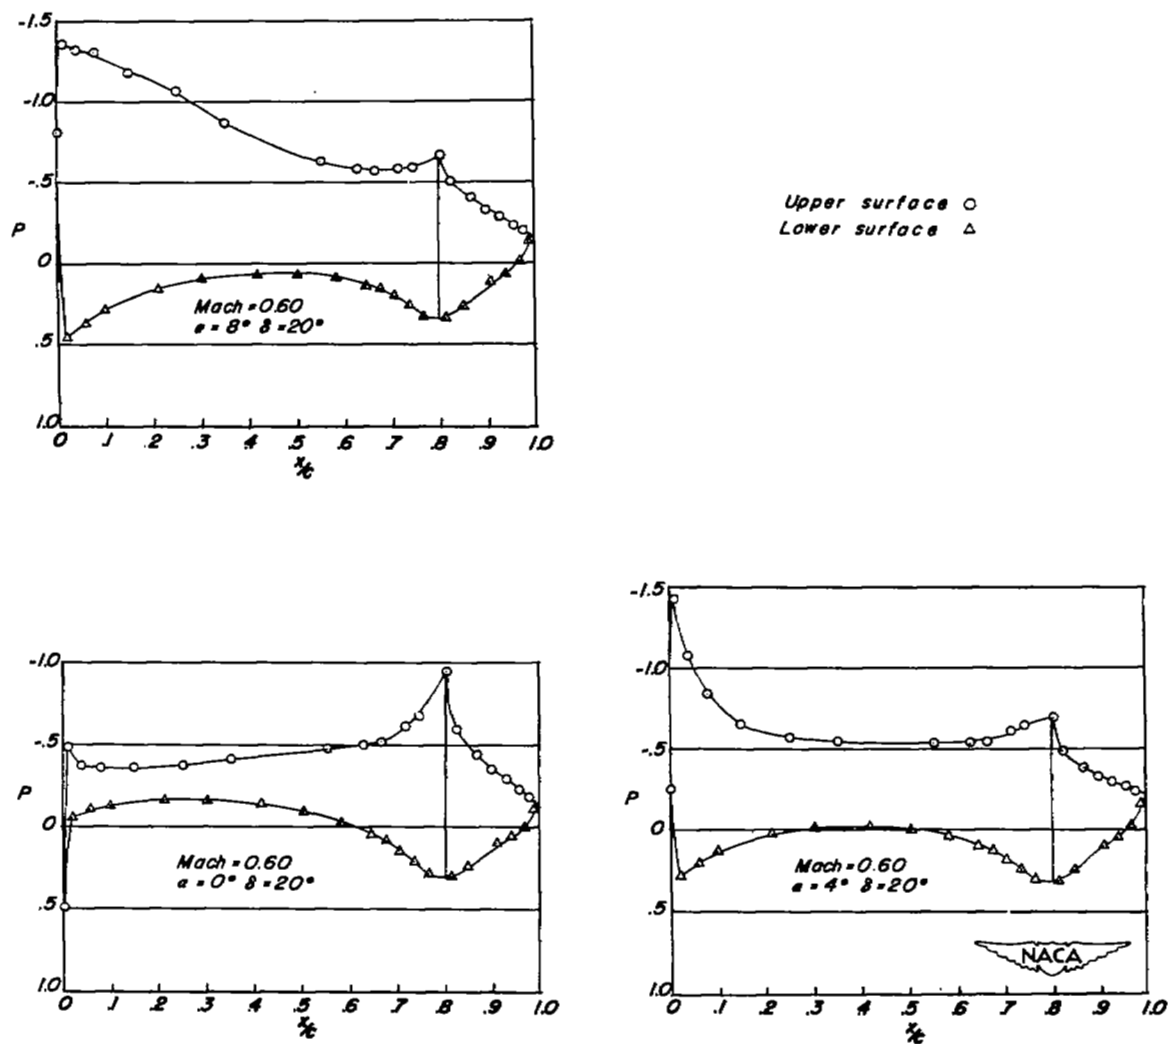 -1.5
-1.0
-.5
P
0
.5
1.0
Mach = 0.60
α = 8° δ = 20°
0 .1 .2 .3 .4 .5 .6 .7 .8 .9 1.0
x/c
Upper surface ○
Lower surface △
-1.0
-.5
P
0
.5
1.0
Mach = 0.60
α = 0° δ = 20°
0 .1 .2 .3 .4 .5 .6 .7 .8 .9 1.0
x/c
-1.5
-1.0
-.5
P
0
.5
1.0
Mach = 0.60
α = 4° δ = 20°
NACA
0 .1 .2 .3 .4 .5 .6 .7 .8 .9 1.0
x/c